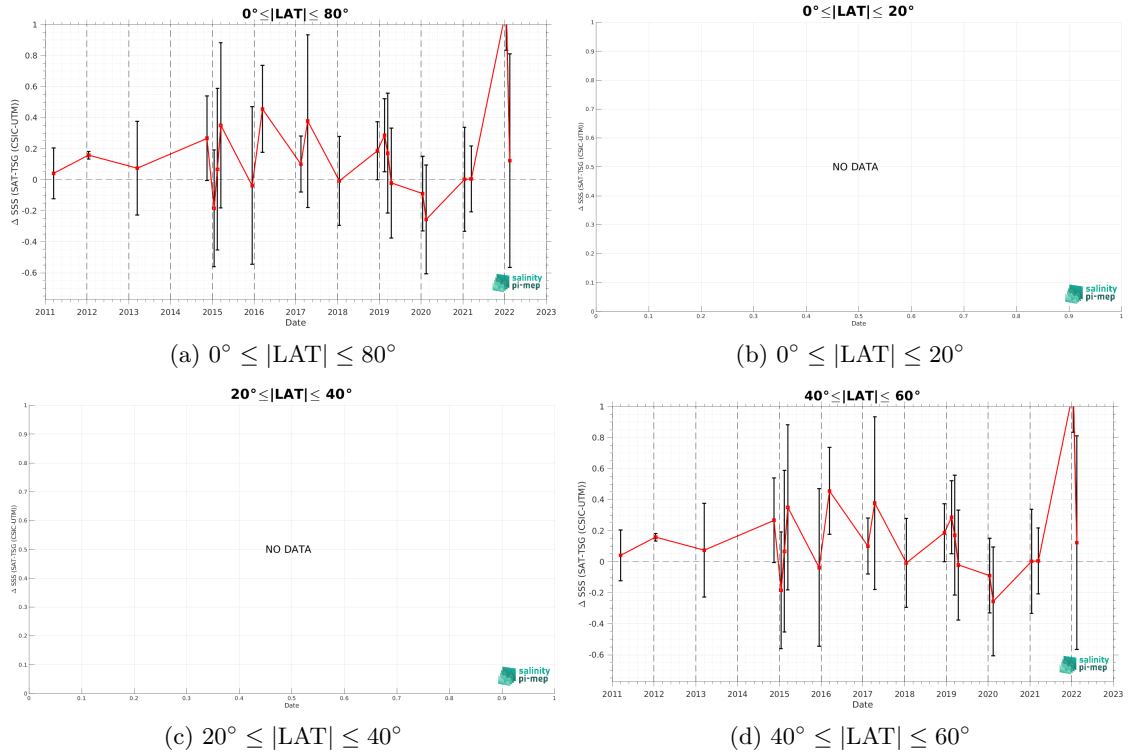 0°≤|LAT|≤ 80°
Δ SSS (SAT-TSG (CSIC-UTM))
1
0.8
0.6
0.4
0.2
0
-0.2
-0.4
-0.6
2011 2012 2013 2014 2015 2016 2017 2018 2019 2020 2021 2022 2023
Date
salinity
pi-mep
(a) 0° ≤ |LAT| ≤ 80°
0°≤|LAT|≤ 20°
Δ SSS (SAT-TSG (CSIC-UTM))
1
0.9
0.8
0.7
0.6
0.5
0.4
0.3
0.2
0.1
0
NO DATA
0 0.1 0.2 0.3 0.4 0.5 0.6 0.7 0.8 0.9 1
Date
salinity
pi-mep
(b) 0° ≤ |LAT| ≤ 20°
20°≤|LAT|≤ 40°
Δ SSS (SAT-TSG (CSIC-UTM))
1
0.9
0.8
0.7
0.6
0.5
0.4
0.3
0.2
0.1
0
NO DATA
0 0.1 0.2 0.3 0.4 0.5 0.6 0.7 0.8 0.9 1
Date
salinity
pi-mep
(c) 20° ≤ |LAT| ≤ 40°
40°≤|LAT|≤ 60°
Δ SSS (SAT-TSG (CSIC-UTM))
1
0.8
0.6
0.4
0.2
0
-0.2
-0.4
-0.6
2011 2012 2013 2014 2015 2016 2017 2018 2019 2020 2021 2022 2023
Date
salinity
pi-mep
(d) 40° ≤ |LAT| ≤ 60°